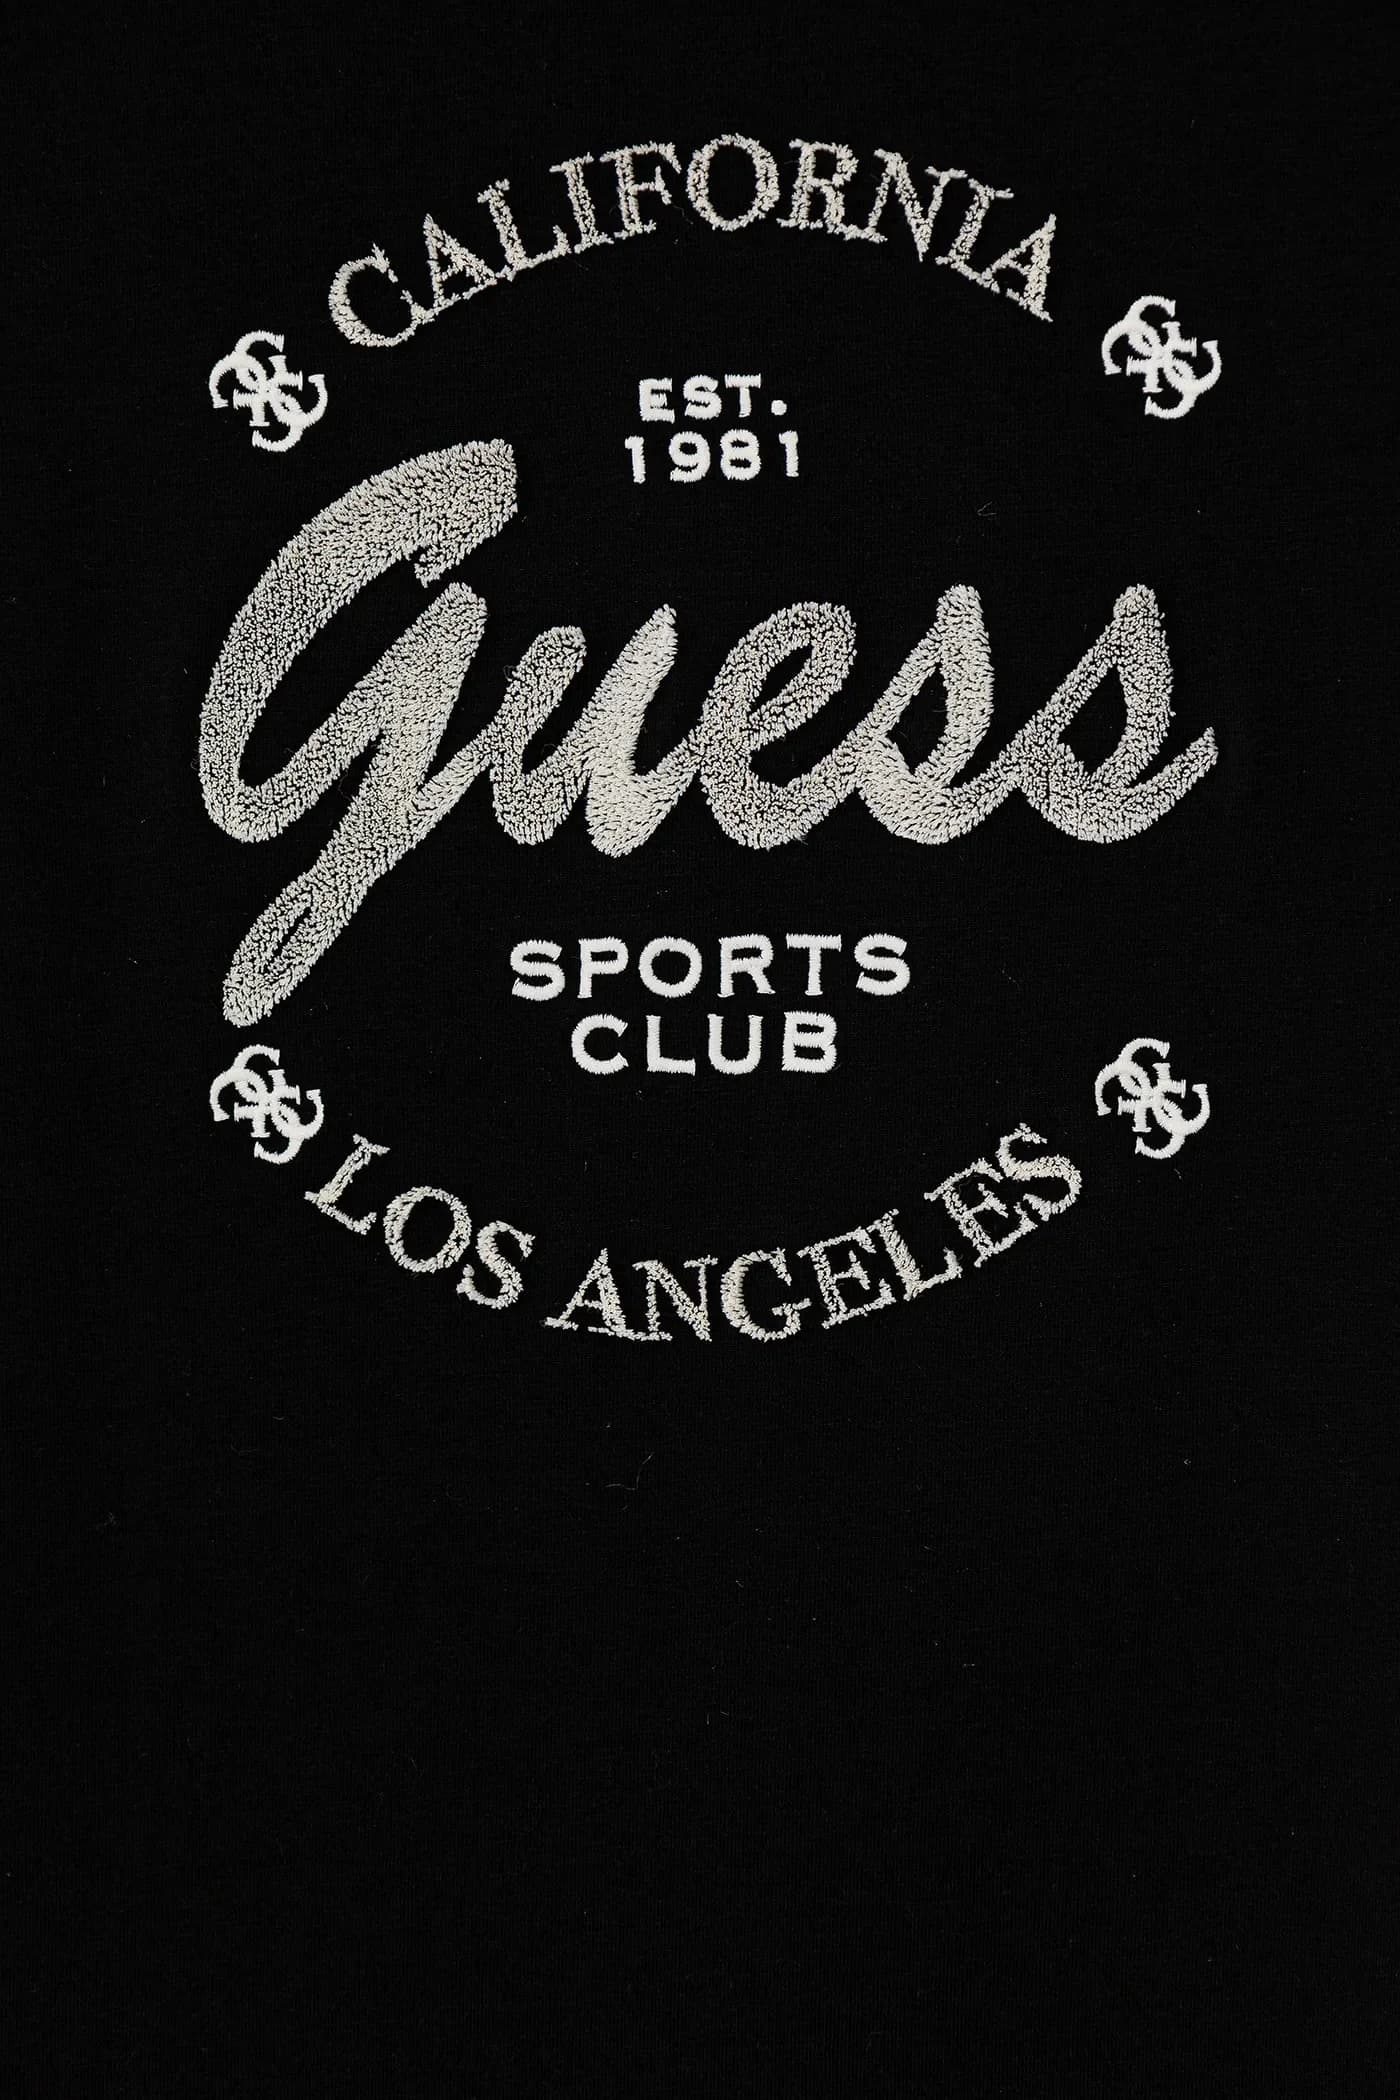 CALIFORNIA
EST.
1981
Guess
SPORTS
CLUB
LOS ANGELES